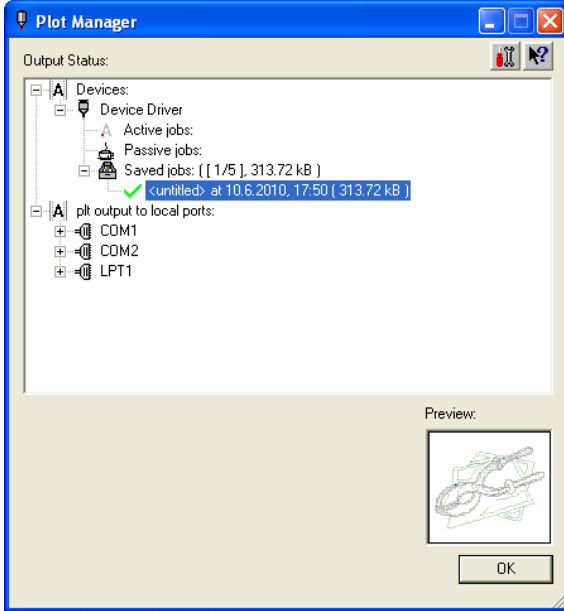 Plot Manager
Output Status:
A Devices:
Device Driver
A Active jobs:
Passive jobs:
Saved jobs: ( [ 1/5 ], 313.72 kB )
<untitled> at 10.6.2010, 17:50 ( 313.72 kB )
A plt output to local ports:
COM1
COM2
LPT1
Preview:
OK